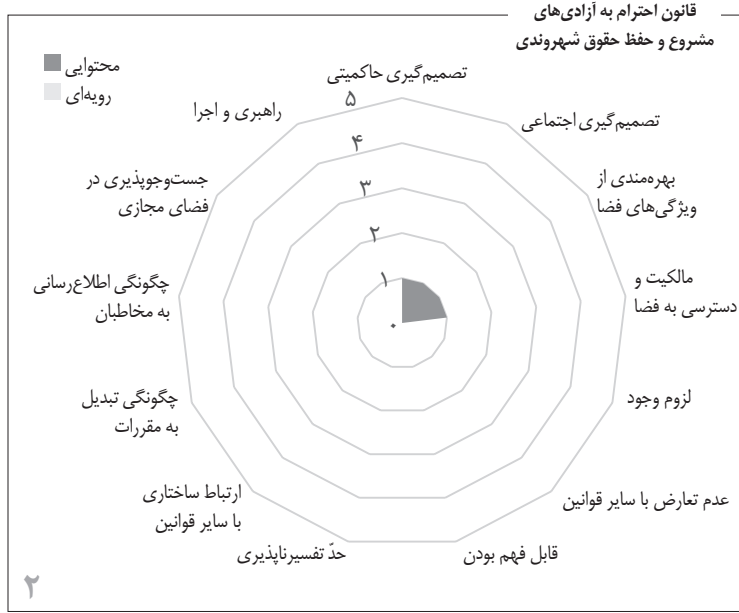 قانون احترام به آزادی‌های
مشروع و حفظ حقوق شهروندی
محتوایی
رویه‌ای
تصمیم‌گیری حاکمیتی
تصمیم‌گیری اجتماعی
بهره‌مندی از
ویژگی‌های فضا
مالکیت و
دسترسی به فضا
لزوم وجود
عدم تعارض با سایر قوانین
قابل فهم بودن
حدّ تفسیرناپذیری
ارتباط ساختاری
با سایر قوانین
چگونگی تبدیل
به مقررات
چگونگی اطلاع‌رسانی
به مخاطبان
جست‌وجوپذیری در
فضای مجازی
راهبری و اجرا
۵
۴
۳
۲
۱
۰
۲